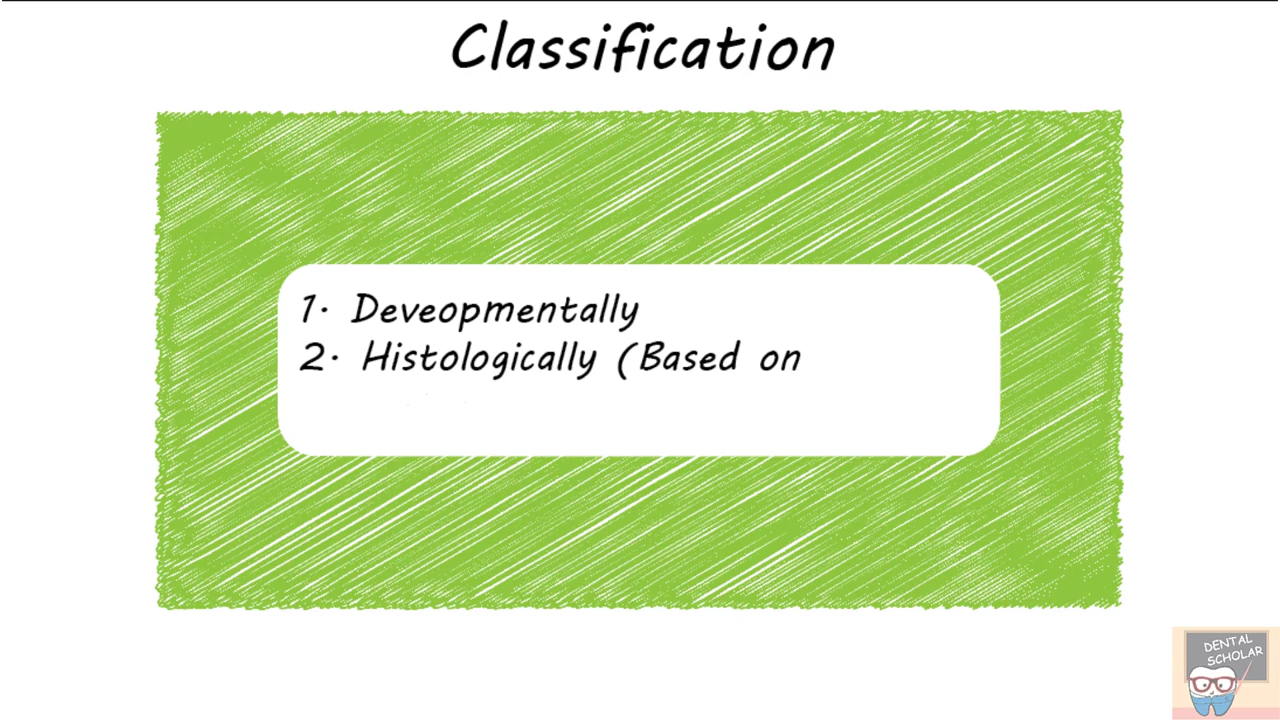 Classification
1. Deveopmentally
2. Histologically (Based on
DENTAL
SCHOLAR